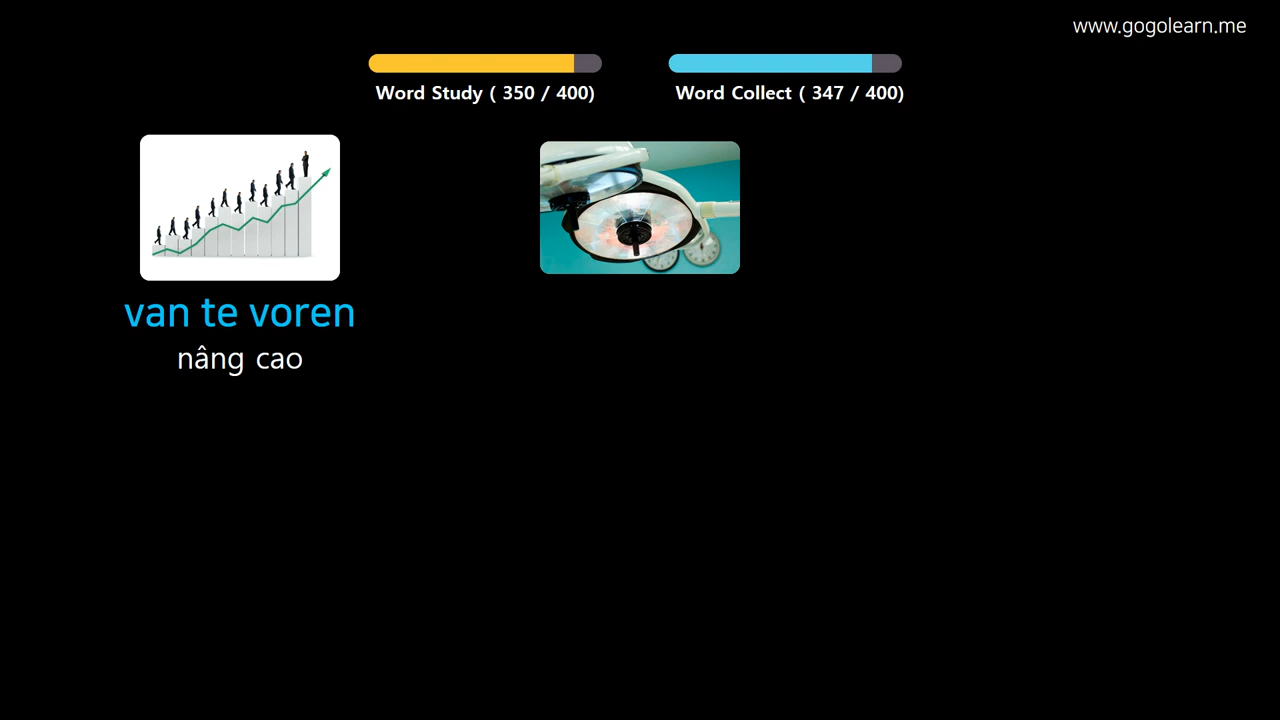 www.gogolearn.me
Word Study ( 350 / 400)
Word Collect ( 347 / 400)
van te voren
nâng cao